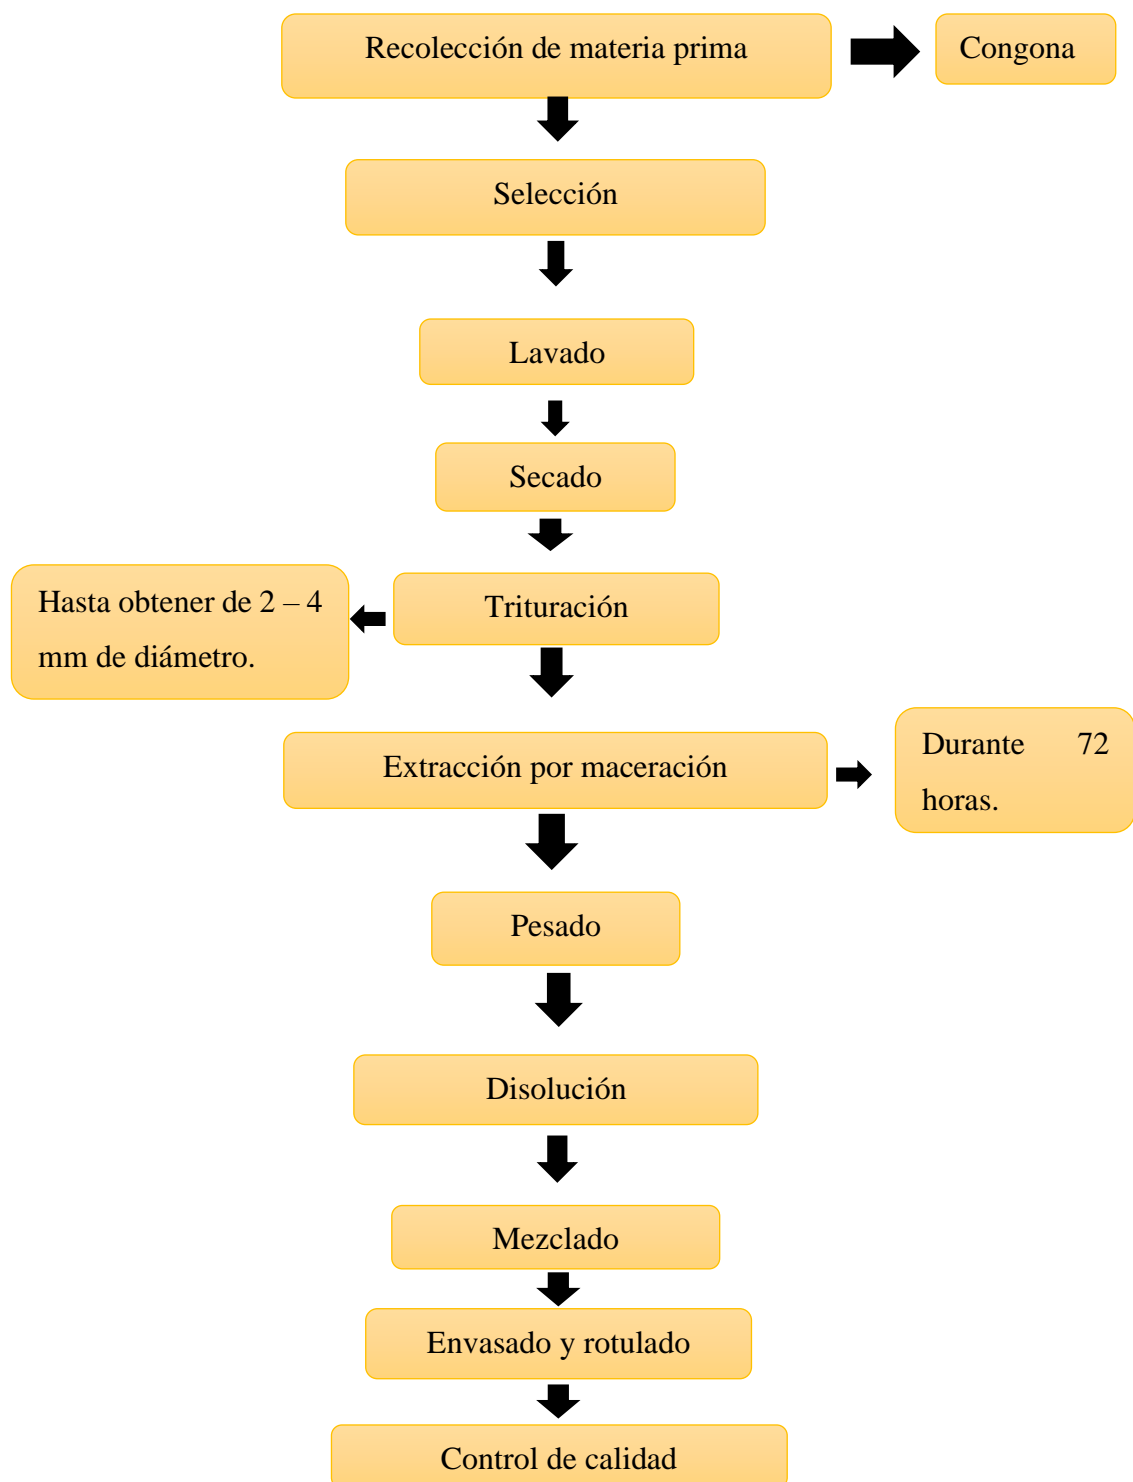 Recolección de materia prima
Congona
Selección
Lavado
Secado
Trituración
Hasta obtener de 2 – 4
mm de diámetro.
Extracción por maceración
Durante 72
horas.
Pesado
Disolución
Mezclado
Envasado y rotulado
Control de calidad